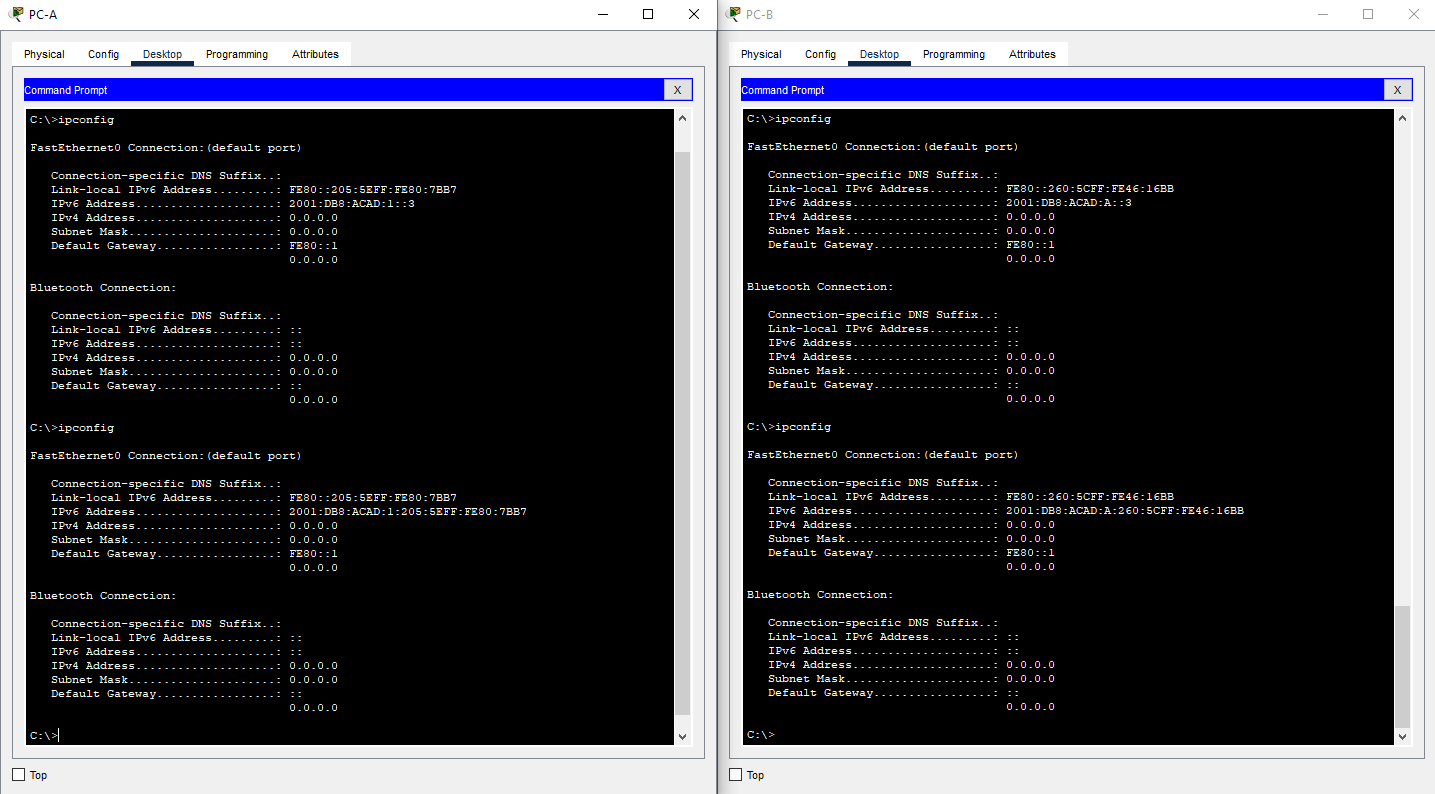 PC-A
Physical Config Desktop Programming Attributes
Command Prompt X
C:\>ipconfig
FastEthernet0 Connection:(default port)
Connection-specific DNS Suffix..:
Link-local IPv6 Address.........: FE80::205:5EFF:FE80:7BB7
IPv6 Address....................: 2001:DB8:ACAD:1::3
IPv4 Address....................: 0.0.0.0
Subnet Mask.....................: 0.0.0.0
Default Gateway.................: FE80::1
0.0.0.0
Bluetooth Connection:
Connection-specific DNS Suffix..:
Link-local IPv6 Address.........: ::
IPv6 Address....................: ::
IPv4 Address....................: 0.0.0.0
Subnet Mask.....................: 0.0.0.0
Default Gateway.................: ::
0.0.0.0
C:\>ipconfig
FastEthernet0 Connection:(default port)
Connection-specific DNS Suffix..:
Link-local IPv6 Address.........: FE80::205:5EFF:FE80:7BB7
IPv6 Address....................: 2001:DB8:ACAD:1:205:5EFF:FE80:7BB7
IPv4 Address....................: 0.0.0.0
Subnet Mask.....................: 0.0.0.0
Default Gateway.................: FE80::1
0.0.0.0
Bluetooth Connection:
Connection-specific DNS Suffix..:
Link-local IPv6 Address.........: ::
IPv6 Address....................: ::
IPv4 Address....................: 0.0.0.0
Subnet Mask.....................: 0.0.0.0
Default Gateway.................: ::
0.0.0.0
C:\>
Top
PC-B
Physical Config Desktop Programming Attributes
Command Prompt X
C:\>ipconfig
FastEthernet0 Connection:(default port)
Connection-specific DNS Suffix..:
Link-local IPv6 Address.........: FE80::260:5CFF:FE46:16BB
IPv6 Address....................: 2001:DB8:ACAD:A::3
IPv4 Address....................: 0.0.0.0
Subnet Mask.....................: 0.0.0.0
Default Gateway.................: FE80::1
0.0.0.0
Bluetooth Connection:
Connection-specific DNS Suffix..:
Link-local IPv6 Address.........: ::
IPv6 Address....................: ::
IPv4 Address....................: 0.0.0.0
Subnet Mask.....................: 0.0.0.0
Default Gateway.................: ::
0.0.0.0
C:\>ipconfig
FastEthernet0 Connection:(default port)
Connection-specific DNS Suffix..:
Link-local IPv6 Address.........: FE80::260:5CFF:FE46:16BB
IPv6 Address....................: 2001:DB8:ACAD:A:260:5CFF:FE46:16BB
IPv4 Address....................: 0.0.0.0
Subnet Mask.....................: 0.0.0.0
Default Gateway.................: FE80::1
0.0.0.0
Bluetooth Connection:
Connection-specific DNS Suffix..:
Link-local IPv6 Address.........: ::
IPv6 Address....................: ::
IPv4 Address....................: 0.0.0.0
Subnet Mask.....................: 0.0.0.0
Default Gateway.................: ::
0.0.0.0
C:\>
Top